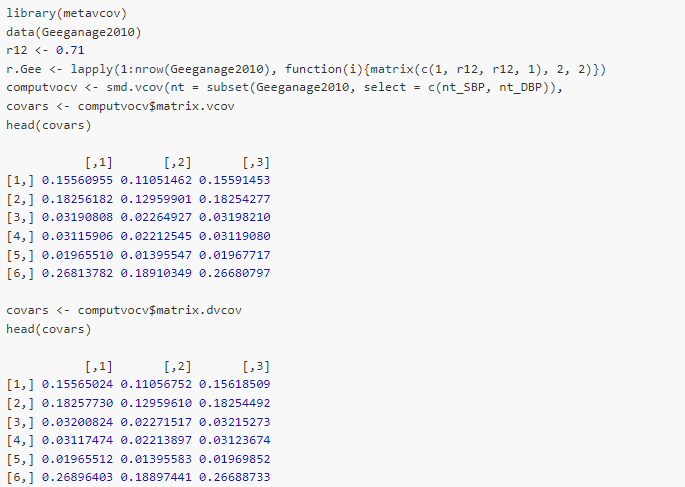 library(metavcov)
data(Geeganage2010)
r12 <- 0.71
r.Gee <- lapply(1:nrow(Geeganage2010), function(i){matrix(c(1, r12, r12, 1), 2, 2)})
computvocv <- smd.vcov(nt = subset(Geeganage2010, select = c(nt_SBP, nt_DBP)),
covars <- computvocv$matrix.vcov
head(covars)
[,1] [,2] [,3]
[1,] 0.15560955 0.11051462 0.15591453
[2,] 0.18256182 0.12959901 0.18254277
[3,] 0.03190808 0.02264927 0.03198210
[4,] 0.03115906 0.02212545 0.03119080
[5,] 0.01965510 0.01395547 0.01967717
[6,] 0.26813782 0.18910349 0.26680797
covars <- computvocv$matrix.dvcov
head(covars)
[,1] [,2] [,3]
[1,] 0.15565024 0.11056752 0.15618509
[2,] 0.18257730 0.12959610 0.18254492
[3,] 0.03200824 0.02271517 0.03215273
[4,] 0.03117474 0.02213897 0.03123674
[5,] 0.01965512 0.01395583 0.01969852
[6,] 0.26896403 0.18897441 0.26688733